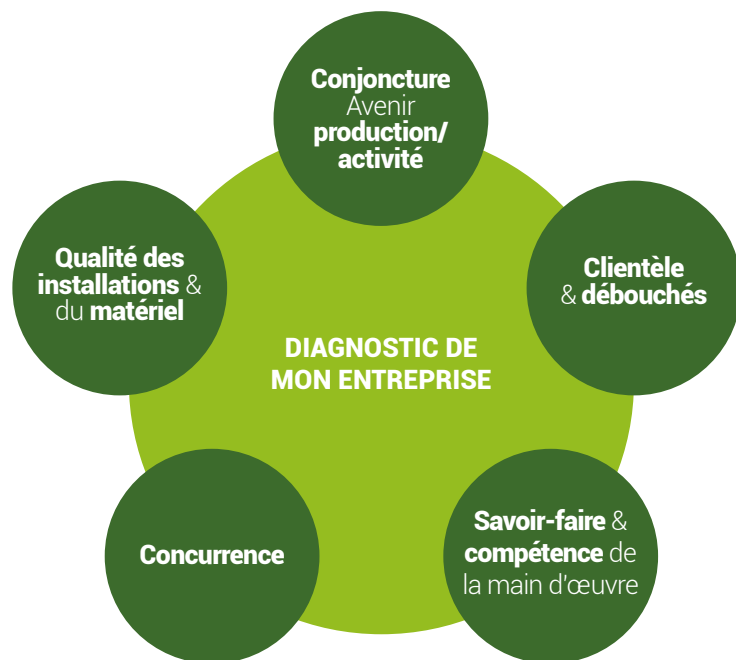 Conjoncture
Avenir
production/
activité
Qualité des
installations &
du matériel
Clientèle
& débouchés
DIAGNOSTIC DE
MON ENTREPRISE
Savoir-faire &
compétence de
la main d'œuvre
Concurrence